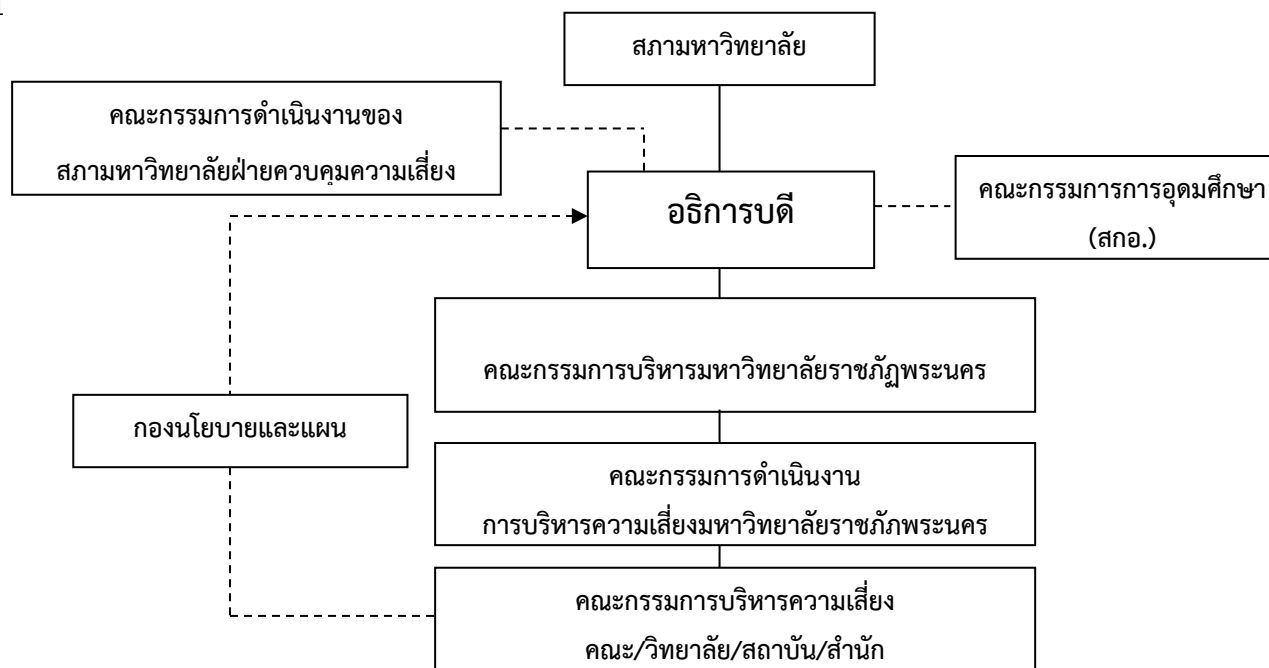 สภามหาวิทยาลัย
คณะกรรมการดำเนินงานของ
สภามหาวิทยาลัยฝ่ายควบคุมความเสี่ยง
อธิการบดี
คณะกรรมการการอุดมศึกษา
(สกอ.)
คณะกรรมการบริหารมหาวิทยาลัยราชภัฏพระนคร
กองนโยบายและแผน
คณะกรรมการดำเนินงาน
การบริหารความเสี่ยงมหาวิทยาลัยราชภัภพระนคร
คณะกรรมการบริหารความเสี่ยง
คณะ/วิทยาลัย/สถาบัน/สำนัก